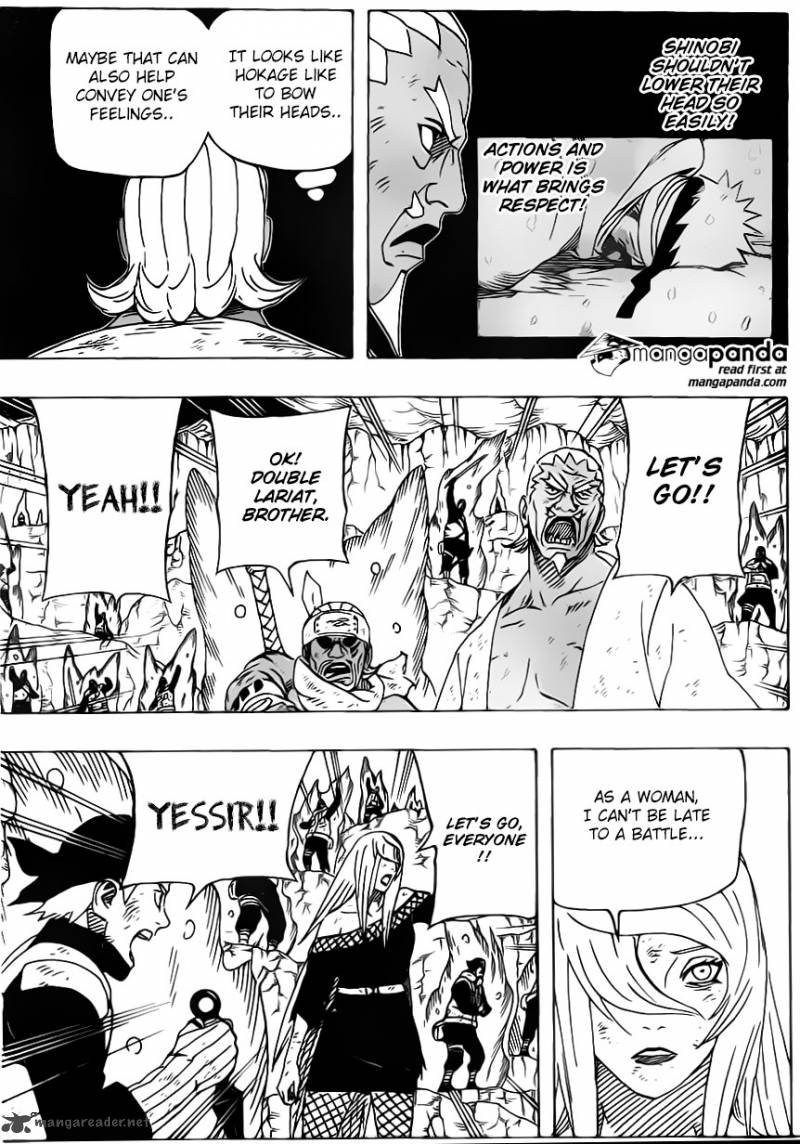 SHINOBI
SHOULDN'T
LOWER THEIR
HEAD SO
EASILY!
ACTIONS AND
POWER IS
WHAT BRINGS
RESPECT!
IT LOOKS LIKE
HOKAGE LIKE
TO BOW
THEIR HEADS..
MAYBE THAT CAN
ALSO HELP
CONVEY ONE'S
FEELINGS..
mangapanda
read first at
mangapanda.com
LET'S
GO!!
OK!
DOUBLE
LARIAT,
BROTHER.
YEAH!!
AS A WOMAN,
I CAN'T BE LATE
TO A BATTLE...
LET'S GO,
EVERYONE
!!
YESSIR!!
mangareader.net